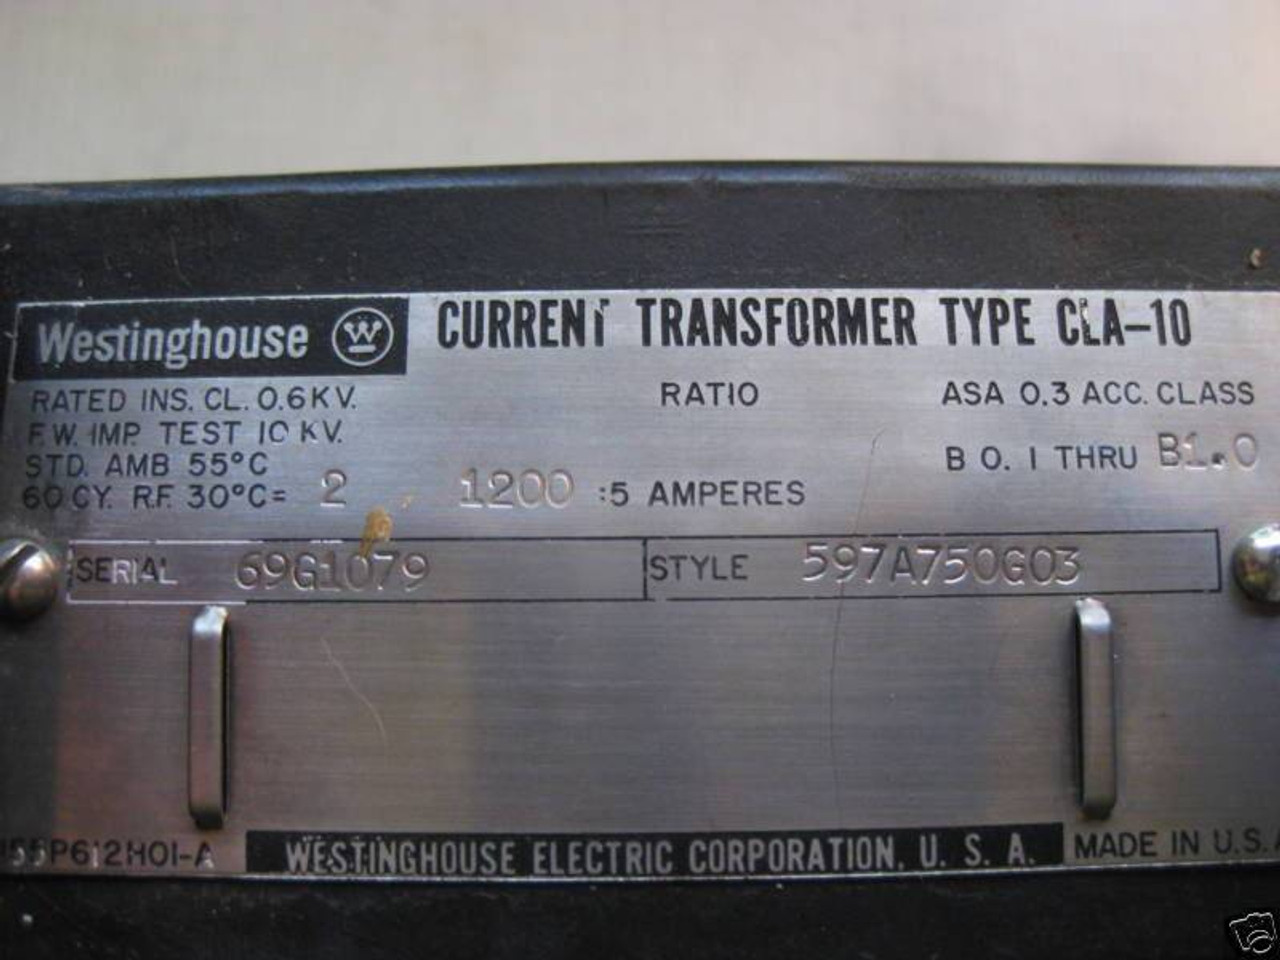 Westinghouse W CURRENT TRANSFORMER TYPE CLA-10
RATED INS. CL. 0.6KV. RATIO ASA 0.3 ACC. CLASS
F.W. IMP. TEST 10 KV.
STD. AMB 55°C B 0.1 THRU B1.0
60 CY. R.F. 30°C= 2 1200 :5 AMPERES
SERIAL 69G1079 STYLE 597A750G03
55P612H01-A WESTINGHOUSE ELECTRIC CORPORATION, U. S. A. MADE IN U.S.A